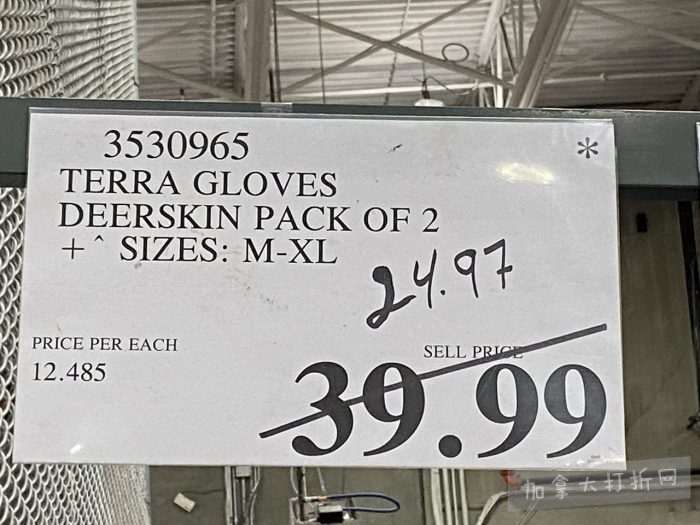 3530965 *
TERRA GLOVES
DEERSKIN PACK OF 2
+^ SIZES: M-XL
24.97
PRICE PER EACH
12.485
SELL PRICE
39.99
加拿大打折网